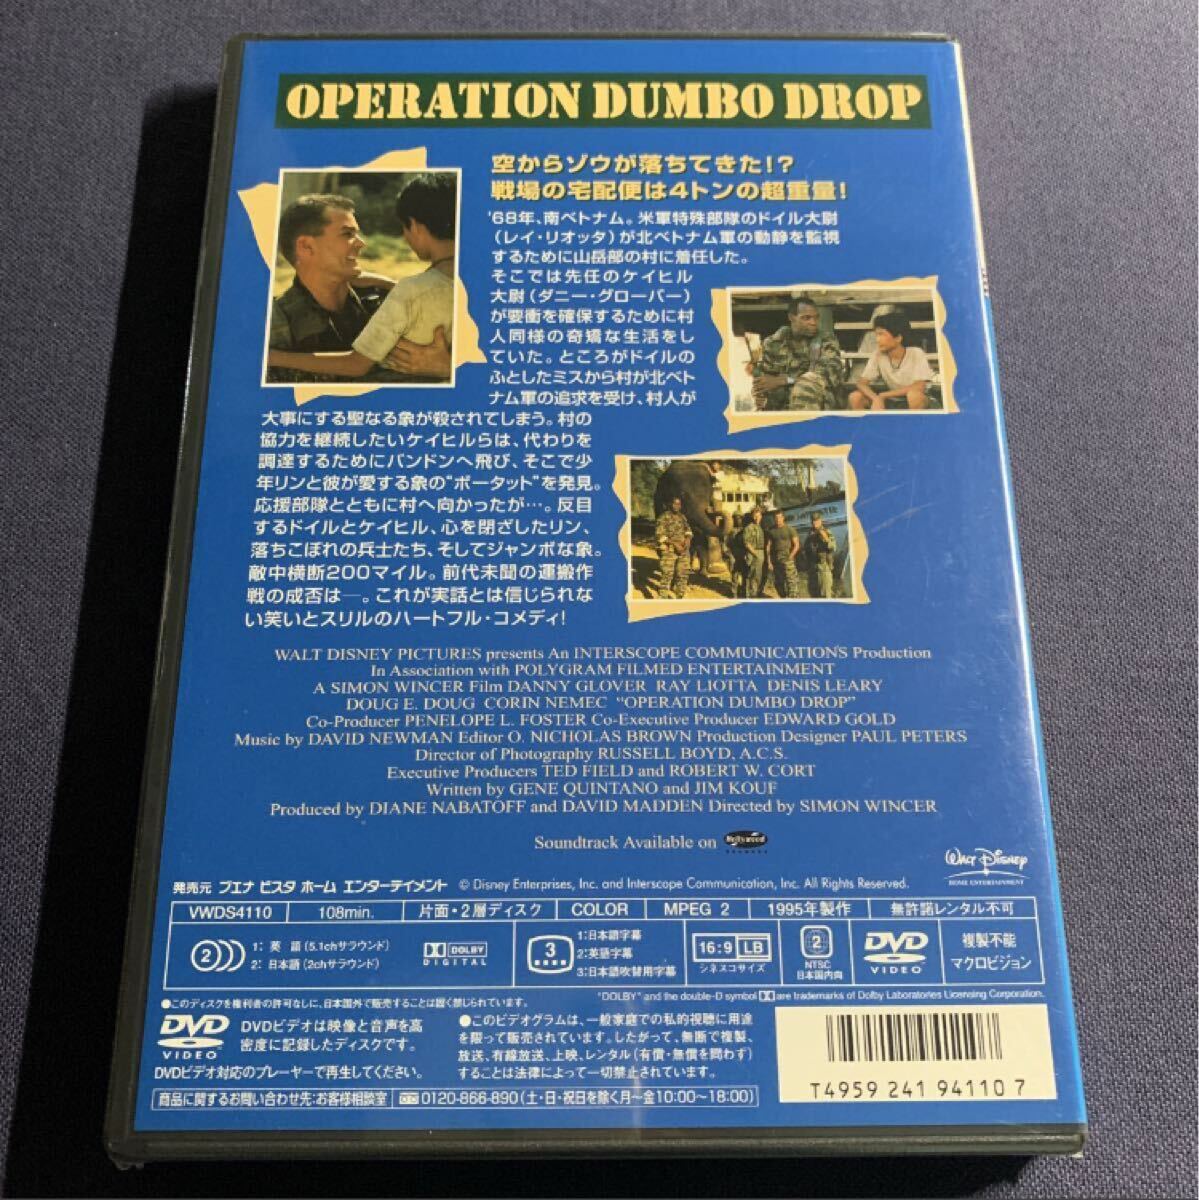 OPERATION DUMBO DROP
空からゾウが落ちてきた!?
戦場の宅配便は4トンの超重量!
'68年、南ベトナム。米軍特殊部隊のドイル大尉
(レイ・リオッタ)が北ベトナム軍の動静を監視
するために山岳部の村に着任した。
そこでは先任のケイヒル
大尉(ダニー・グローバー)
が要衝を確保するために村
人同様の奇矯な生活をし
ていた。ところがドイルの
ふとしたミスから村が北ベト
ナム軍の追求を受け、村人が
大事にする聖なる象が殺されてしまう。村の
協力を継続したいケイヒルらは、代わりを
調達するためにバンドンへ飛び、そこで少
年リンと彼が愛する象の“ボータット”を発見。
応援部隊とともに村へ向かったが…。反目
するドイルとケイヒル、心を閉ざしたリン、
落ちこぼれの兵士たち、そしてジャンボな象。
敵中横断200マイル。前代未聞の運搬作
戦の成否は―。これが実話とは信じられな
い笑いとスリルのハートフル・コメディ!
WALT DISNEY PICTURES presents An INTERSCOPE COMMUNICATIONS Production
In Association with POLYGRAM FILMED ENTERTAINMENT
A SIMON WINCER Film DANNY GLOVER RAY LIOTTA DENIS LEARY
DOUG E. DOUG CORIN NEMEC “OPERATION DUMBO DROP”
Co-Producer PENELOPE L. FOSTER Co-Executive Producer EDWARD GOLD
Music by DAVID NEWMAN Editor O. NICHOLAS BROWN Production Designer PAUL PETERS
Director of Photography RUSSELL BOYD, A.C.S.
Executive Producers TED FIELD and ROBERT W. CORT
Written by GENE QUINTANO and JIM KOUF
Produced by DIANE NABATOFF and DAVID MADDEN Directed by SIMON WINCER
Soundtrack Available on Hollywood RECORDS
WALT DISNEY
HOME ENTERTAINMENT
発売元 ブエナ ビスタ ホーム エンターテイメント © Disney Enterprises, Inc. and Interscope Communication, Inc. All Rights Reserved.
VWDS4110 108min. 片面・2層ディスク COLOR MPEG 2 1995年製作 無許諾レンタル不可
2 1: 英語(5.1chサラウンド)
2: 日本語(2chサラウンド)
DOLBY
DIGITAL
3 1:日本語字幕
2:英語字幕
3:日本語吹替用字幕
16:9 LB
シネスコサイズ
2
NTSC
日本国内向
DVD
VIDEO
複製不能
マクロビジョン
●このディスクを権利者の許可なしに、日本国外で販売することは固く禁じられています。
"DOLBY" and the double-D symbol are trademarks of Dolby Laboratories Licensing Corporation.
DVD
VIDEO
DVDビデオは映像と音声を高
密度に記録したディスクです。
DVDビデオ対応のプレーヤーで再生してください。
●このビデオグラムは、一般家庭での私的視聴に用途
を限って販売されています。したがって、無断で複製、
放送、有線放送、上映、レンタル(有償・無償を問わず)
することは法律によって一切禁止されています。
商品に関するお問い合わせ先:お客様相談室 0120-866-890(土・日・祝日を除く月〜金10:00〜18:00)
T4959 241 94110 7